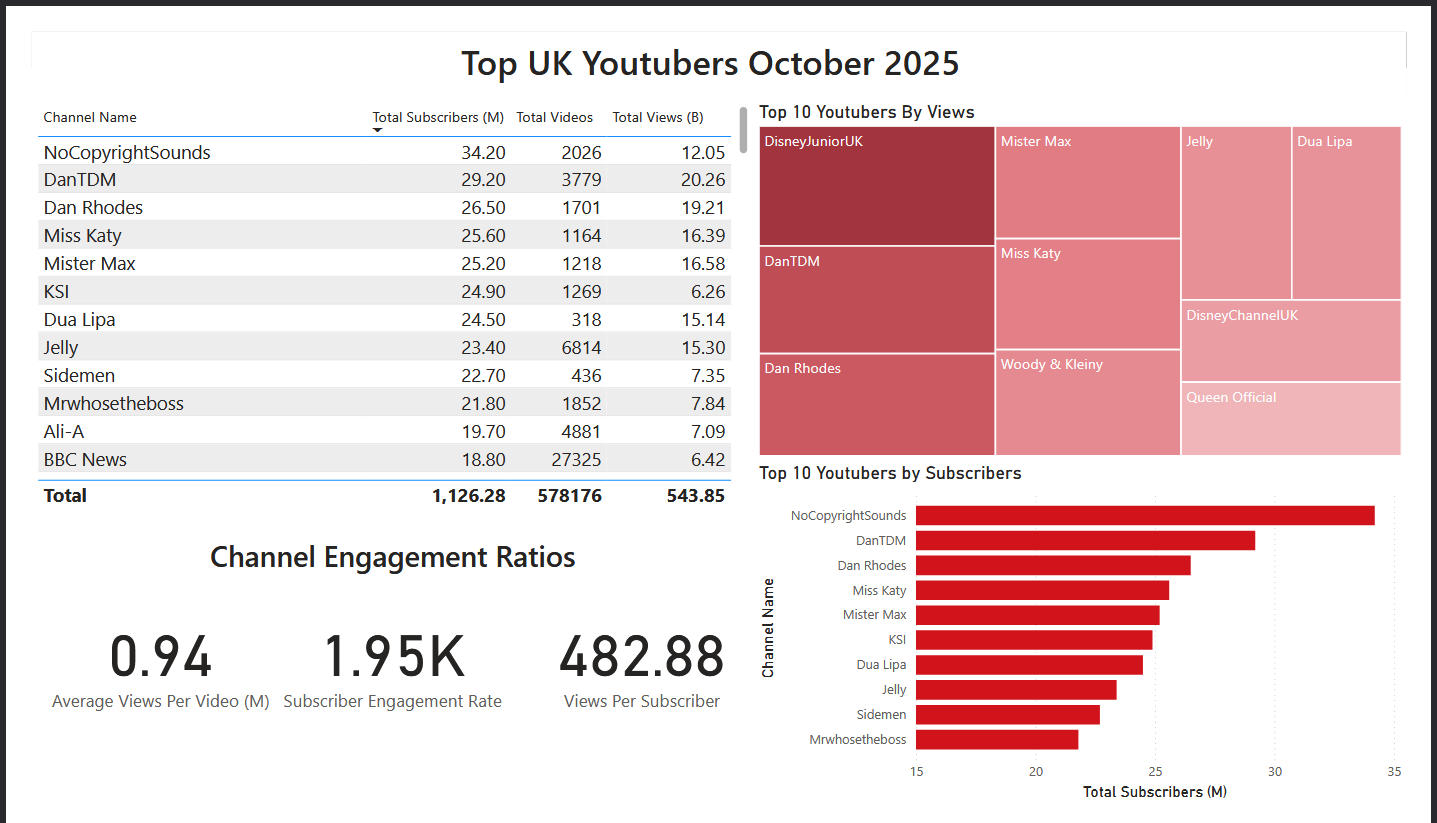 Top UK Youtubers October 2025
Channel Name Total Subscribers (M) Total Videos Total Views (B)
NoCopyrightSounds 34.20 2026 12.05
DanTDM 29.20 3779 20.26
Dan Rhodes 26.50 1701 19.21
Miss Katy 25.60 1164 16.39
Mister Max 25.20 1218 16.58
KSI 24.90 1269 6.26
Dua Lipa 24.50 318 15.14
Jelly 23.40 6814 15.30
Sidemen 22.70 436 7.35
Mrwhosetheboss 21.80 1852 7.84
Ali-A 19.70 4881 7.09
BBC News 18.80 27325 6.42
Total 1,126.28 578176 543.85
Channel Engagement Ratios
0.94 1.95K 482.88
Average Views Per Video (M) Subscriber Engagement Rate Views Per Subscriber
Top 10 Youtubers By Views
DisneyJuniorUK
DanTDM
Dan Rhodes
Mister Max
Miss Katy
Woody & Kleiny
Jelly
Dua Lipa
DisneyChannelUK
Queen Official
Top 10 Youtubers by Subscribers
Channel Name
NoCopyrightSounds
DanTDM
Dan Rhodes
Miss Katy
Mister Max
KSI
Dua Lipa
Jelly
Sidemen
Mrwhosetheboss
15 20 25 30 35
Total Subscribers (M)